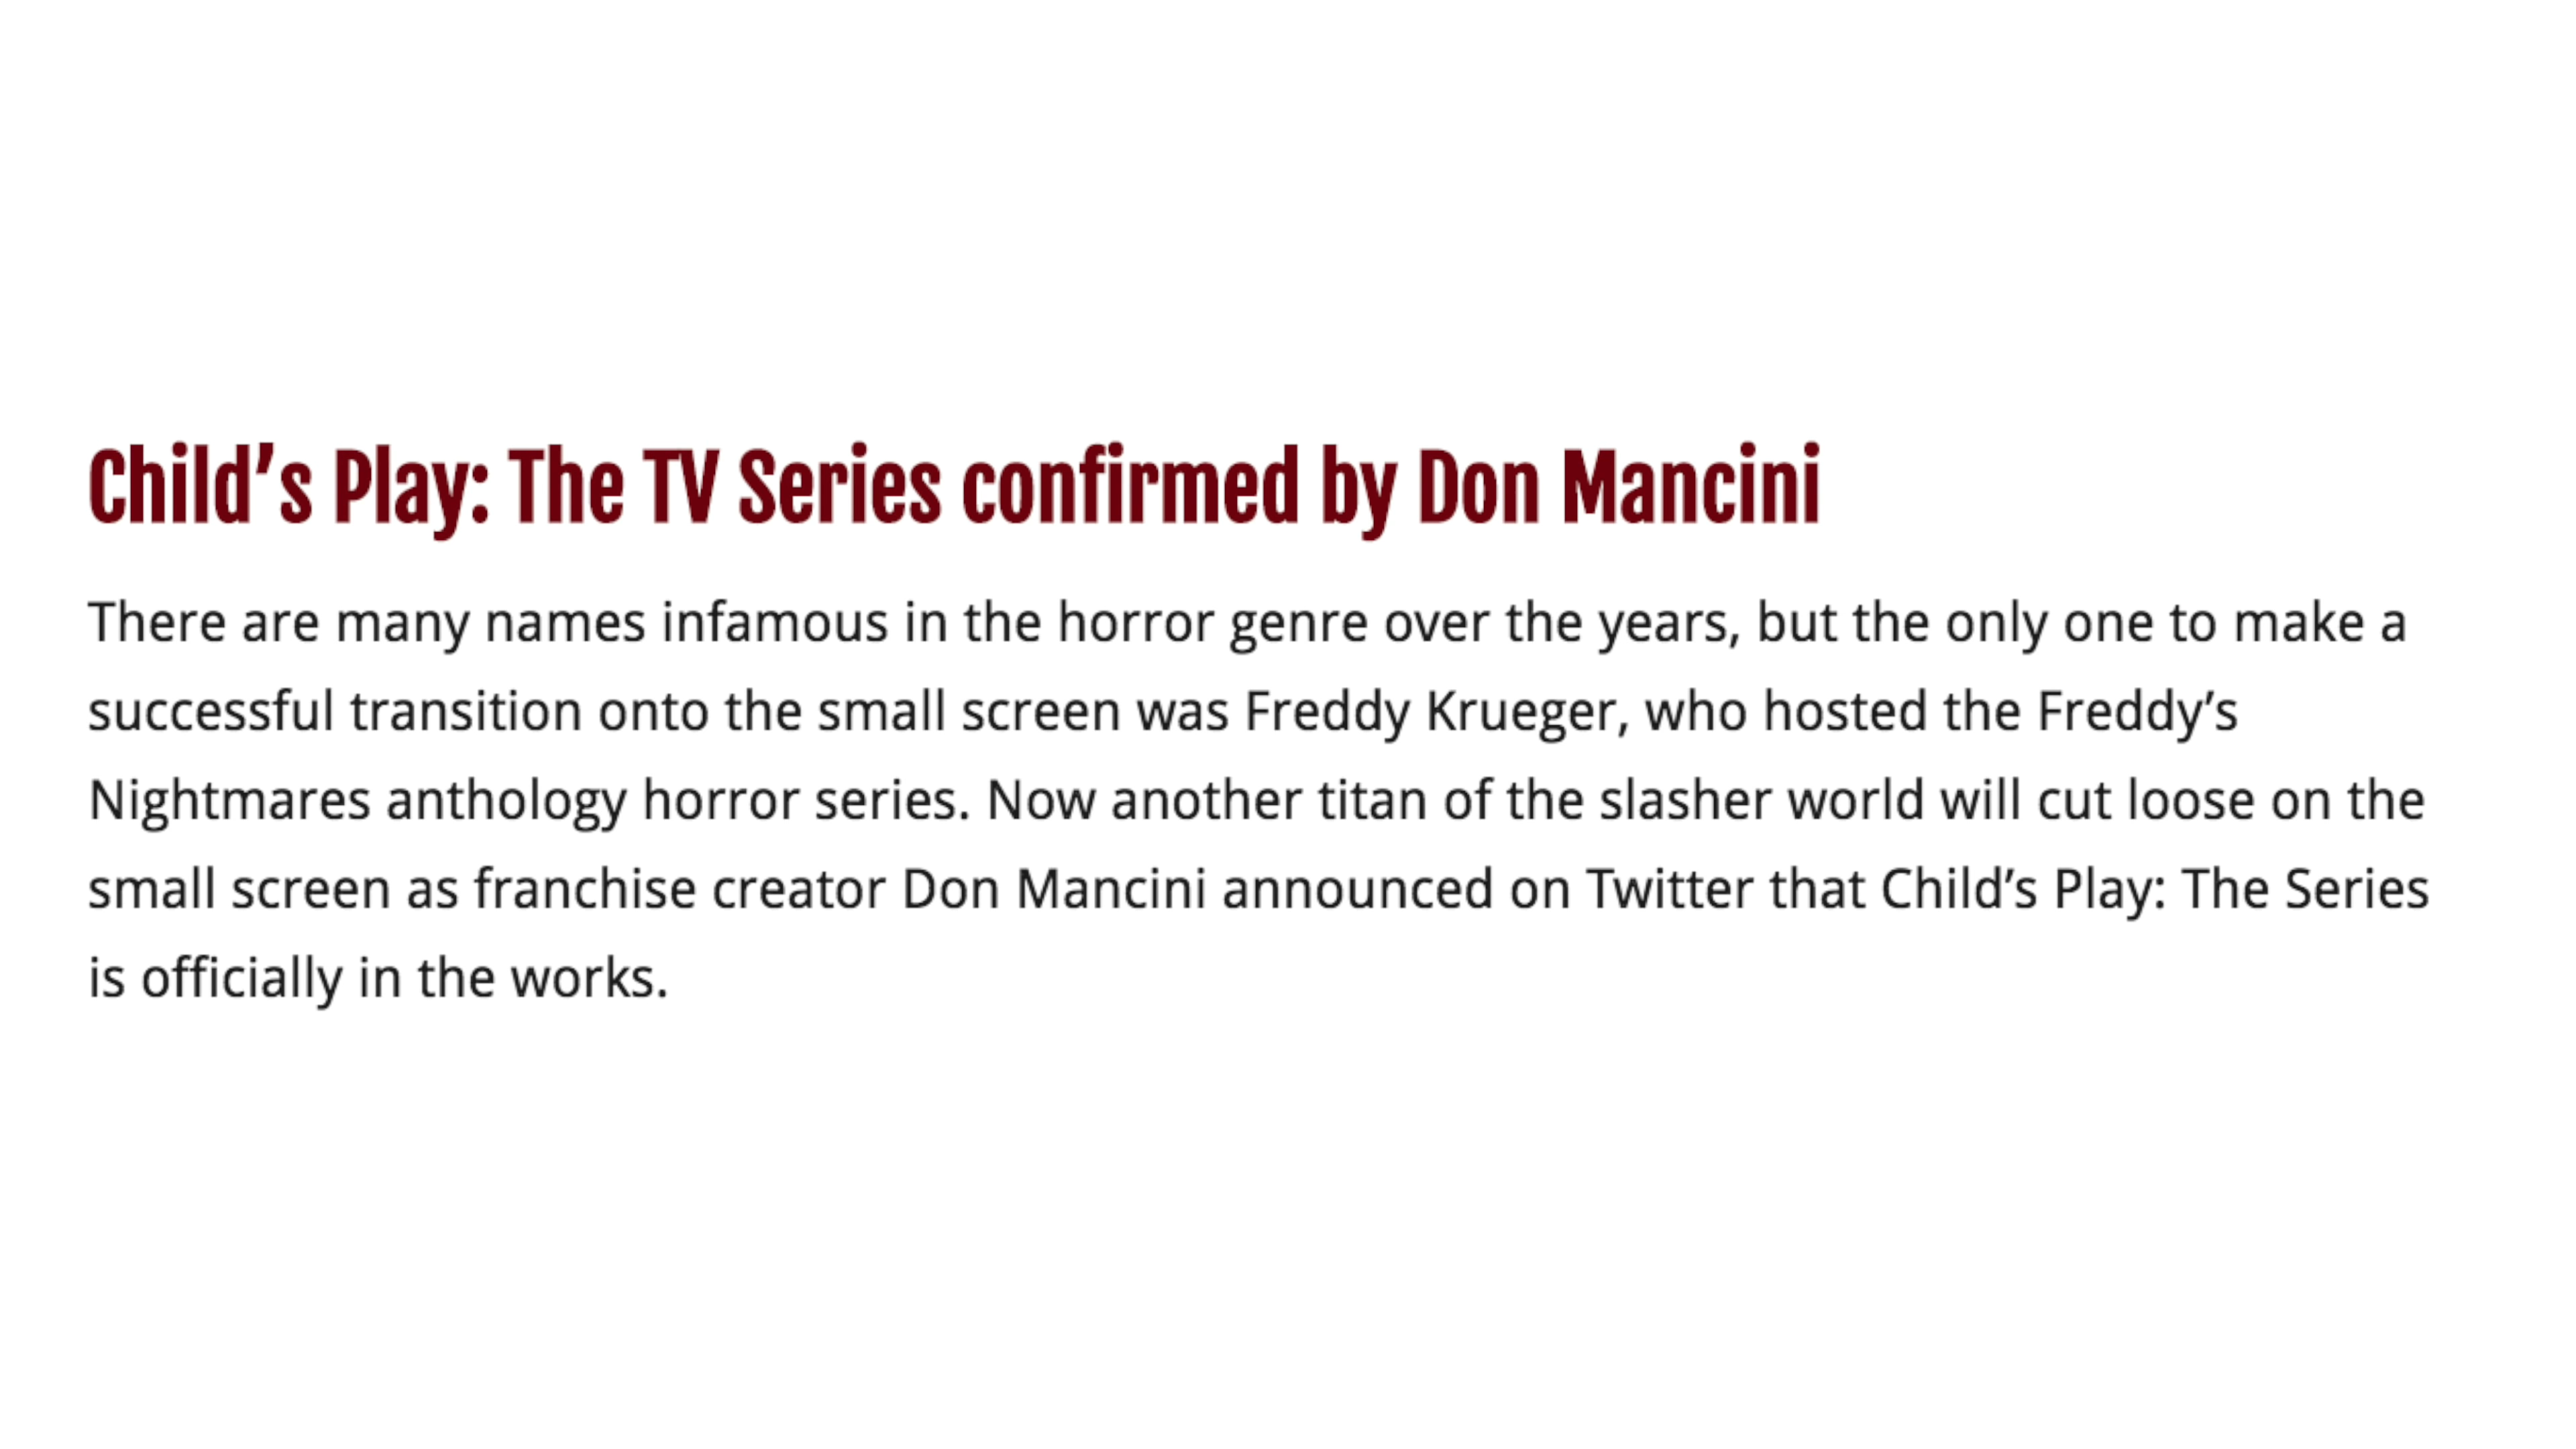 Child’s Play: The TV Series confirmed by Don Mancini
There are many names infamous in the horror genre over the years, but the only one to make a
successful transition onto the small screen was Freddy Krueger, who hosted the Freddy’s
Nightmares anthology horror series. Now another titan of the slasher world will cut loose on the
small screen as franchise creator Don Mancini announced on Twitter that Child’s Play: The Series
is officially in the works.